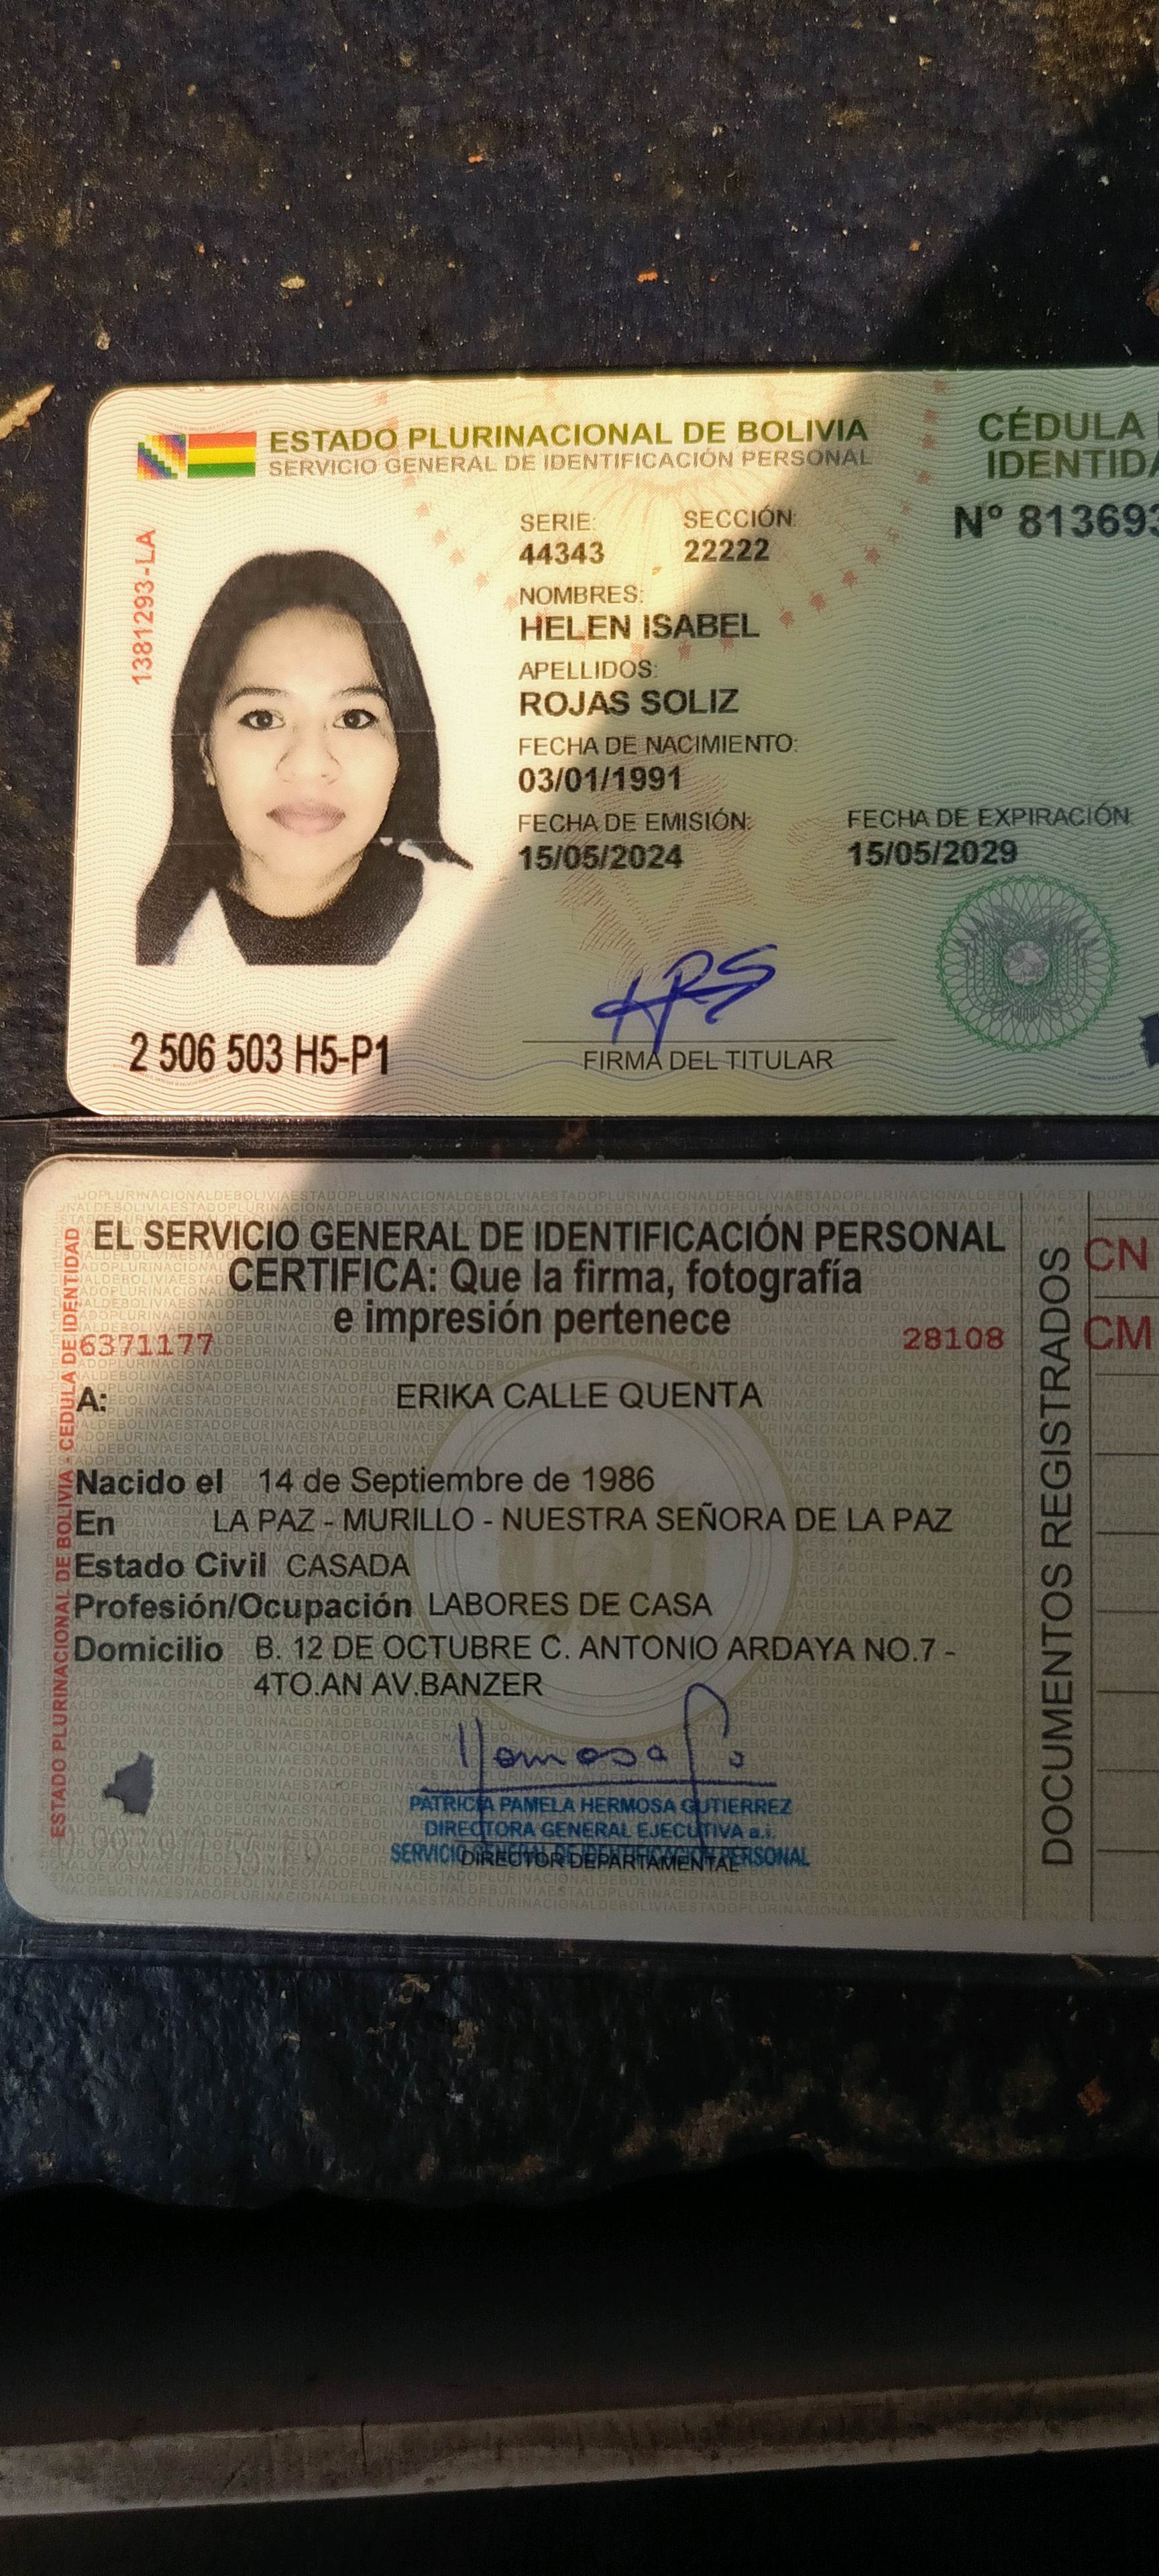 ESTADO PLURINACIONAL DE BOLIVIA
SERVICIO GENERAL DE IDENTIFICACIÓN PERSONAL
CÉDULA
Nº 813693
1381293-LA
SERIE: SECCIÓN:
44343 22222
NOMBRES:
HELEN ISABEL
APELLIDOS:
ROJAS SOLIZ
FECHA DE NACIMIENTO:
03/01/1991
FECHA DE EMISIÓN: FECHA DE EXPIRACIÓN
15/05/2024 15/05/2029
HRS
FIRMA DEL TITULAR
2 506 503 H5-P1
EL SERVICIO GENERAL DE IDENTIFICACIÓN PERSONAL
CERTIFICA: Que la firma, fotografía
e impresión pertenece
6371177 28108
A: ERIKA CALLE QUENTA
Nacido el 14 de Septiembre de 1986
En LA PAZ - MURILLO - NUESTRA SEÑORA DE LA PAZ
Estado Civil CASADA
Profesión/Ocupación LABORES DE CASA
Domicilio B. 12 DE OCTUBRE C. ANTONIO ARDAYA NO.7 -
4TO.AN AV.BANZER
PATRICIA PAMELA HERMOSA GUTIERREZ
DIRECTORA GENERAL EJECUTIVA a.i.
SERVICIO GENERAL DE IDENTIFICACIÓN PERSONAL
DIRECTOR DEPARTAMENTAL
ESTADO PLURINACIONAL DE BOLIVIA - CEDULA DE IDENTIDAD
DOCUMENTOS REGISTRADOS
CN
CM